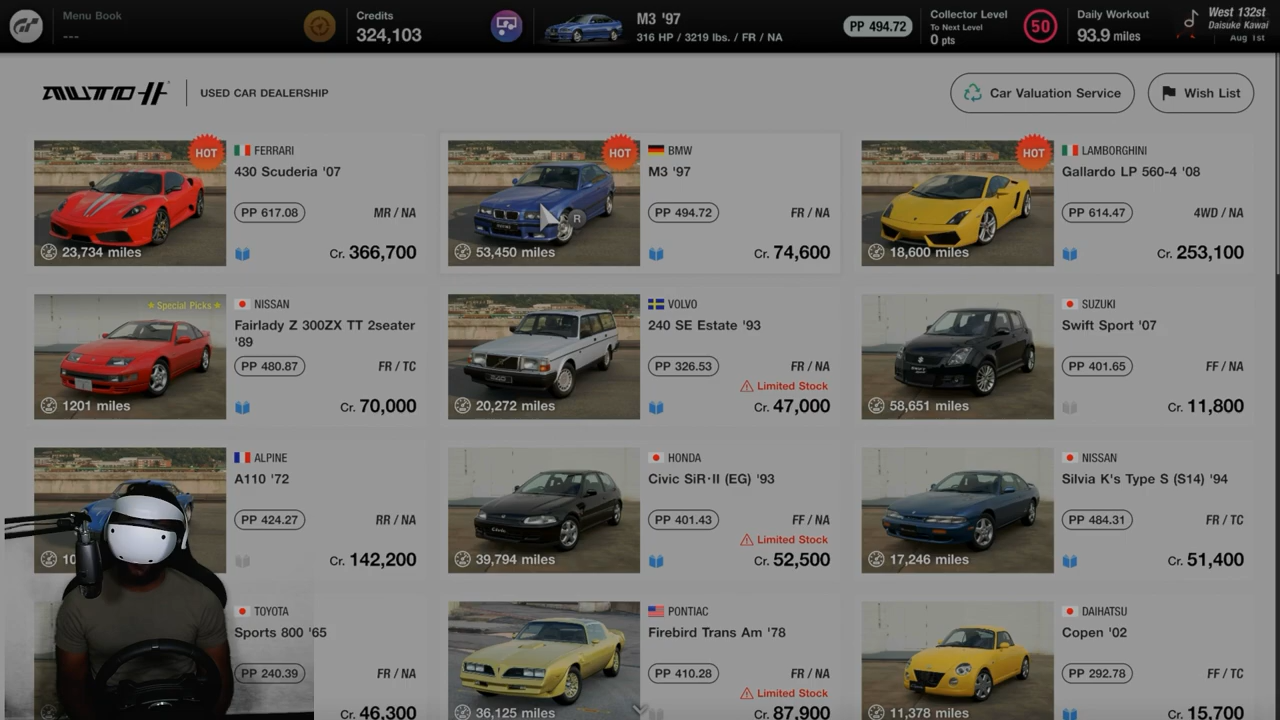 Menu Book
---
Credits
324,103
M3 '97
316 HP / 3219 lbs. / FR / NA
PP 494.72
Collector Level
To Next Level
0 pts
50
Daily Workout
93.9 miles
West 132st
Daisuke Kawai
Aug 1st
AUTO
USED CAR DEALERSHIP
Car Valuation Service
Wish List
HOT
FERRARI
430 Scuderia '07
PP 617.08
MR / NA
23,734 miles
Cr. 366,700
HOT
BMW
M3 '97
PP 494.72
FR / NA
R
53,450 miles
Cr. 74,600
HOT
LAMBORGHINI
Gallardo LP 560-4 '08
PP 614.47
4WD / NA
18,600 miles
Cr. 253,100
Special Picks
NISSAN
Fairlady Z 300ZX TT 2seater
'89
PP 480.87
FR / TC
1201 miles
Cr. 70,000
VOLVO
240 SE Estate '93
PP 326.53
FR / NA
Limited Stock
20,272 miles
Cr. 47,000
SUZUKI
Swift Sport '07
PP 401.65
FF / NA
58,651 miles
Cr. 11,800
ALPINE
A110 '72
PP 424.27
RR / NA
Cr. 142,200
HONDA
Civic SiR·II (EG) '93
PP 401.43
FF / NA
Limited Stock
39,794 miles
Cr. 52,500
NISSAN
Silvia K's Type S (S14) '94
PP 484.31
FR / TC
17,246 miles
Cr. 51,400
TOYOTA
Sports 800 '65
PP 240.39
FR / NA
Cr. 46,300
PONTIAC
Firebird Trans Am '78
PP 410.28
FR / NA
Limited Stock
36,125 miles
Cr. 87,900
DAIHATSU
Copen '02
PP 292.78
FF / TC
11,378 miles
Cr. 15,700